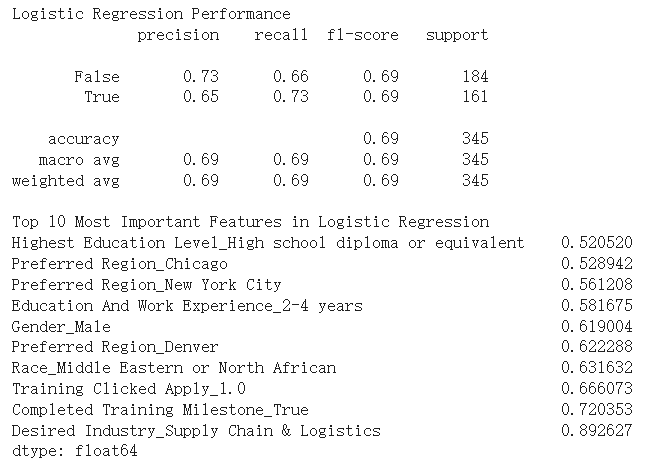 Logistic Regression Performance
precision recall f1-score support
False 0.73 0.66 0.69 184
True 0.65 0.73 0.69 161
accuracy 0.69 345
macro avg 0.69 0.69 0.69 345
weighted avg 0.69 0.69 0.69 345
Top 10 Most Important Features in Logistic Regression
Highest Education Level_High school diploma or equivalent 0.520520
Preferred Region_Chicago 0.528942
Preferred Region_New York City 0.561208
Education And Work Experience_2-4 years 0.581675
Gender_Male 0.619004
Preferred Region_Denver 0.622288
Race_Middle Eastern or North African 0.631632
Training Clicked Apply_1.0 0.666073
Completed Training Milestone_True 0.720353
Desired Industry_Supply Chain & Logistics 0.892627
dtype: float64